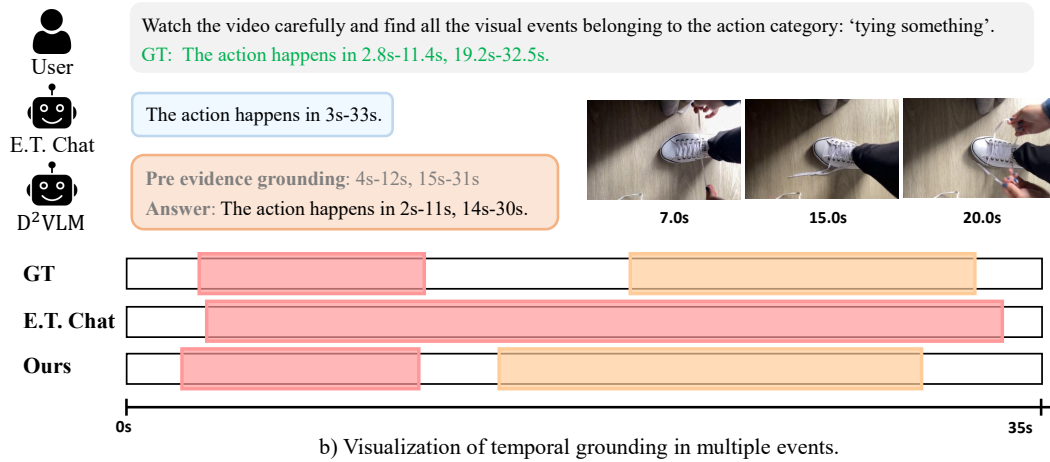 Watch the video carefully and find all the visual events belonging to the action category: ‘tying something’.
GT: The action happens in 2.8s-11.4s, 19.2s-32.5s.
User
The action happens in 3s-33s.
E.T. Chat
Pre evidence grounding: 4s-12s, 15s-31s
Answer: The action happens in 2s-11s, 14s-30s.
D²VLM
7.0s
15.0s
20.0s
GT
E.T. Chat
Ours
0s
35s
b) Visualization of temporal grounding in multiple events.